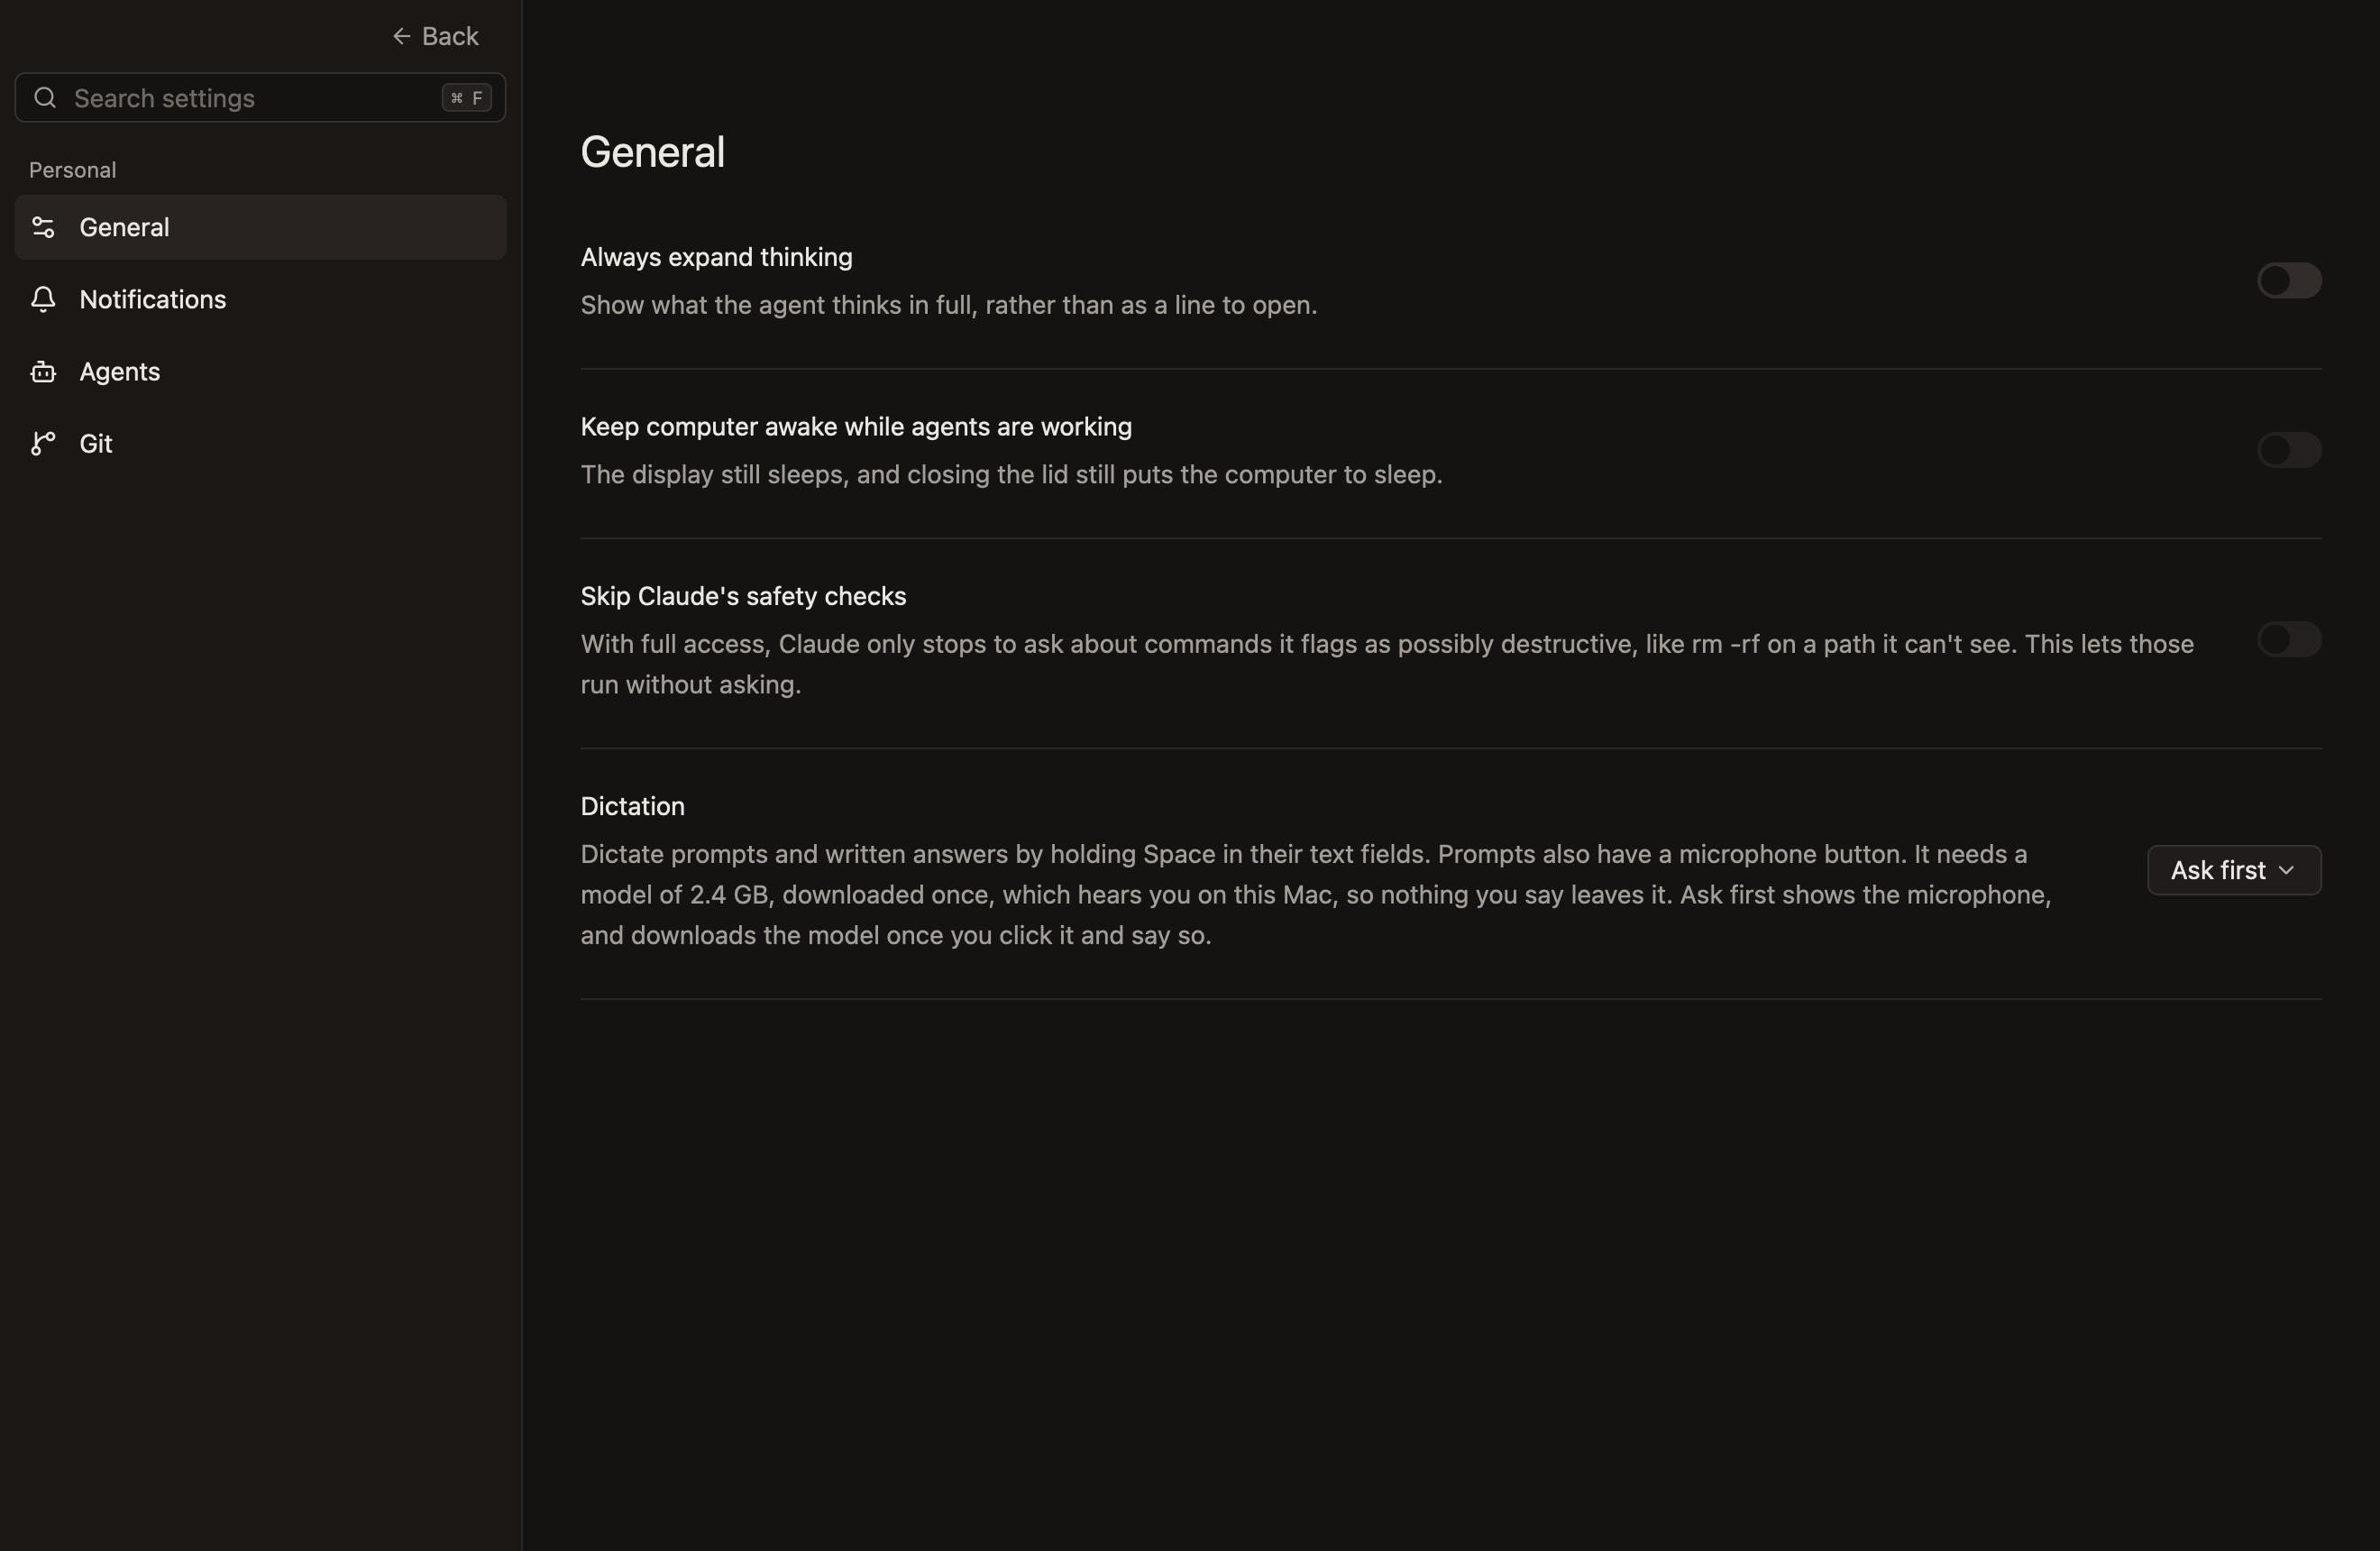 Back
Search settings
⌘ F
Personal
General
Notifications
Agents
Git
General
Always expand thinking
Show what the agent thinks in full, rather than as a line to open.
Keep computer awake while agents are working
The display still sleeps, and closing the lid still puts the computer to sleep.
Skip Claude's safety checks
With full access, Claude only stops to ask about commands it flags as possibly destructive, like rm -rf on a path it can't see. This lets those
run without asking.
Dictation
Dictate prompts and written answers by holding Space in their text fields. Prompts also have a microphone button. It needs a
model of 2.4 GB, downloaded once, which hears you on this Mac, so nothing you say leaves it. Ask first shows the microphone,
and downloads the model once you click it and say so.
Ask first